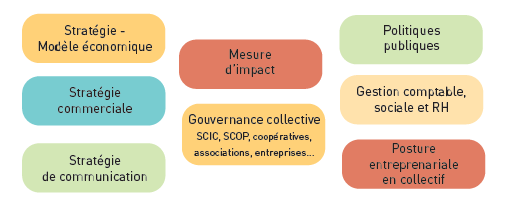 Stratégie -
Modèle économique
Stratégie
commerciale
Stratégie
de communication
Mesure
d'impact
Gouvernance collective
SCIC, SCOP, coopératives,
associations, entreprises...
Politiques
publiques
Gestion comptable,
sociale et RH
Posture
entreprenariale
en collectif